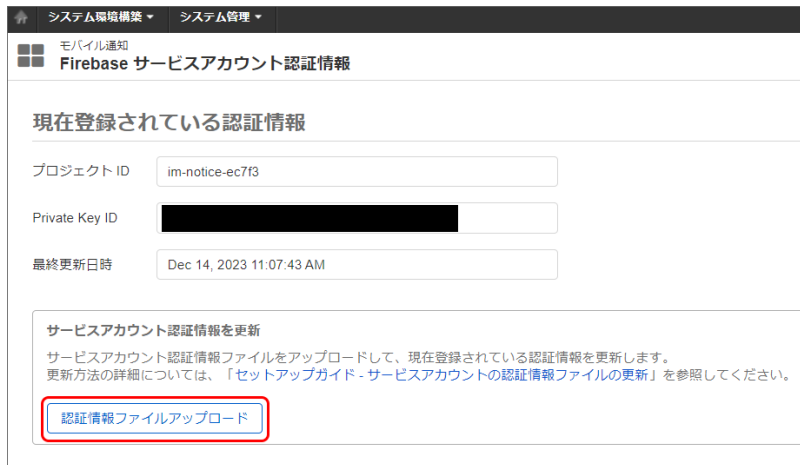 システム環境構築 システム管理
モバイル通知
Firebase サービスアカウント認証情報
現在登録されている認証情報
プロジェクト ID im-notice-ec7f3
Private Key ID
最終更新日時 Dec 14, 2023 11:07:43 AM
サービスアカウント認証情報を更新
サービスアカウント認証情報ファイルをアップロードして、現在登録されている認証情報を更新します。
更新方法の詳細については、「セットアップガイド - サービスアカウントの認証情報ファイルの更新」を参照してください。
認証情報ファイルアップロード